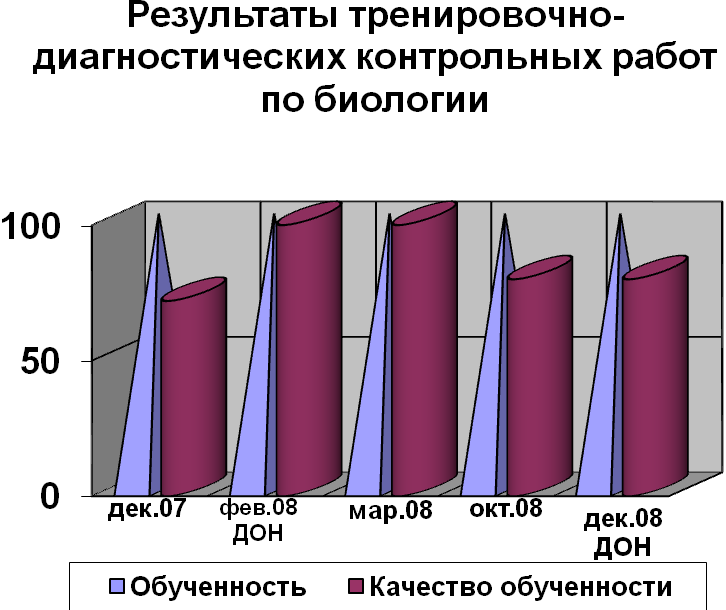 Результаты тренировочно-
диагностических контрольных работ
по биологии
100
50
0
дек.07
фев.08
ДОН
мар.08
окт.08
дек.08
ДОН
Обученность
Качество обученности